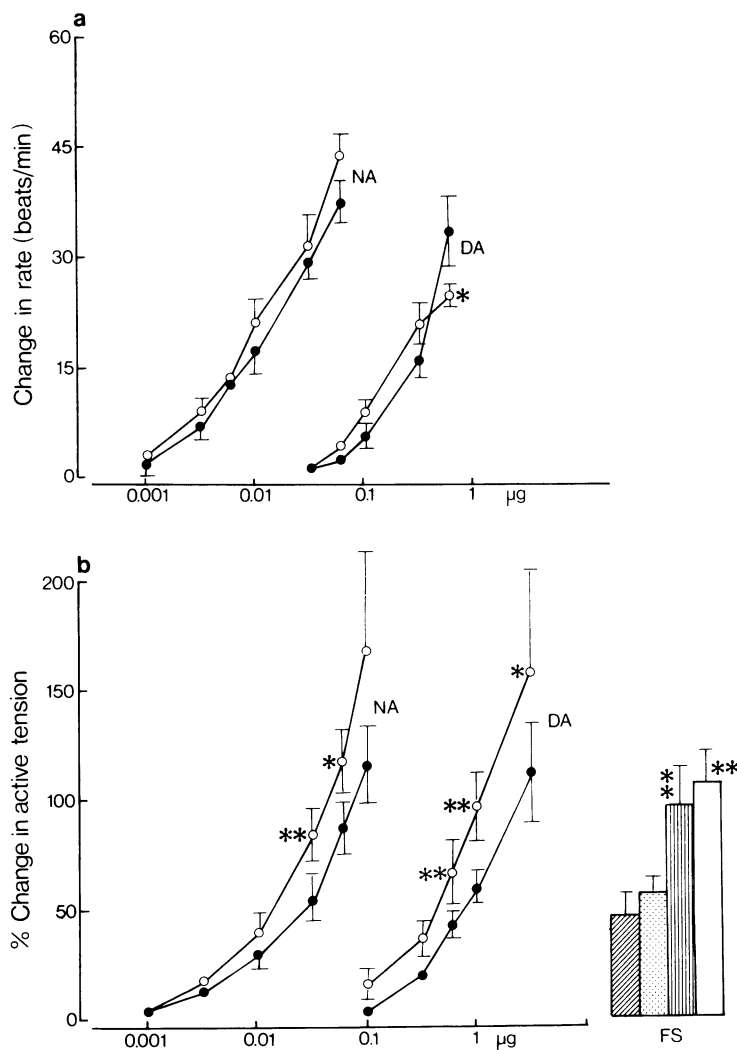 a
60
45
30
15
0
Change in rate (beats/min)
NA
DA
*
0.001 0.01 0.1 1 µg
b
200
150
100
50
0
% Change in active tension
NA
DA
*
**
*
**
**
**
**
0.001 0.01 0.1 1 µg
FS